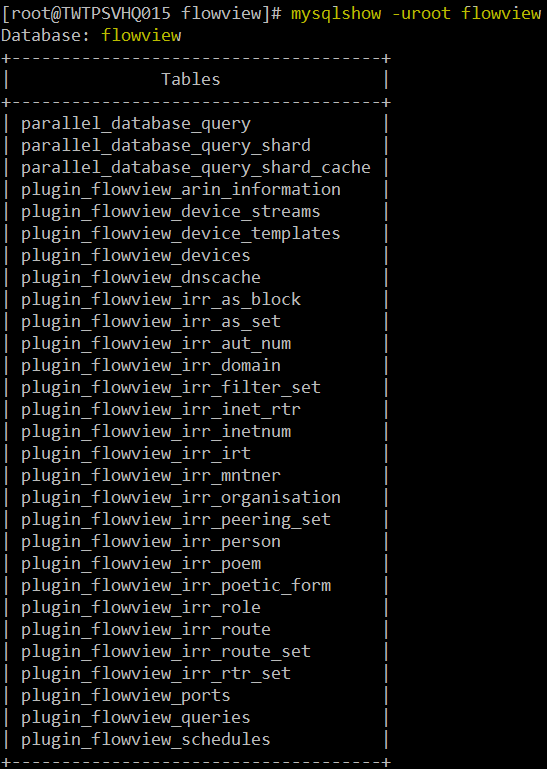 [root@TWTPSVHQ015 flowview]# mysqlshow -uroot flowview
Database: flowview
+-------------------------------------+
|               Tables                |
+-------------------------------------+
| parallel_database_query             |
| parallel_database_query_shard       |
| parallel_database_query_shard_cache |
| plugin_flowview_arin_information    |
| plugin_flowview_device_streams      |
| plugin_flowview_device_templates    |
| plugin_flowview_devices             |
| plugin_flowview_dnscache            |
| plugin_flowview_irr_as_block        |
| plugin_flowview_irr_as_set          |
| plugin_flowview_irr_aut_num         |
| plugin_flowview_irr_domain          |
| plugin_flowview_irr_filter_set      |
| plugin_flowview_irr_inet_rtr        |
| plugin_flowview_irr_inetnum         |
| plugin_flowview_irr_irt             |
| plugin_flowview_irr_mntner          |
| plugin_flowview_irr_organisation    |
| plugin_flowview_irr_peering_set     |
| plugin_flowview_irr_person          |
| plugin_flowview_irr_poem            |
| plugin_flowview_irr_poetic_form     |
| plugin_flowview_irr_role            |
| plugin_flowview_irr_route           |
| plugin_flowview_irr_route_set       |
| plugin_flowview_irr_rtr_set         |
| plugin_flowview_ports               |
| plugin_flowview_queries             |
| plugin_flowview_schedules           |
+-------------------------------------+